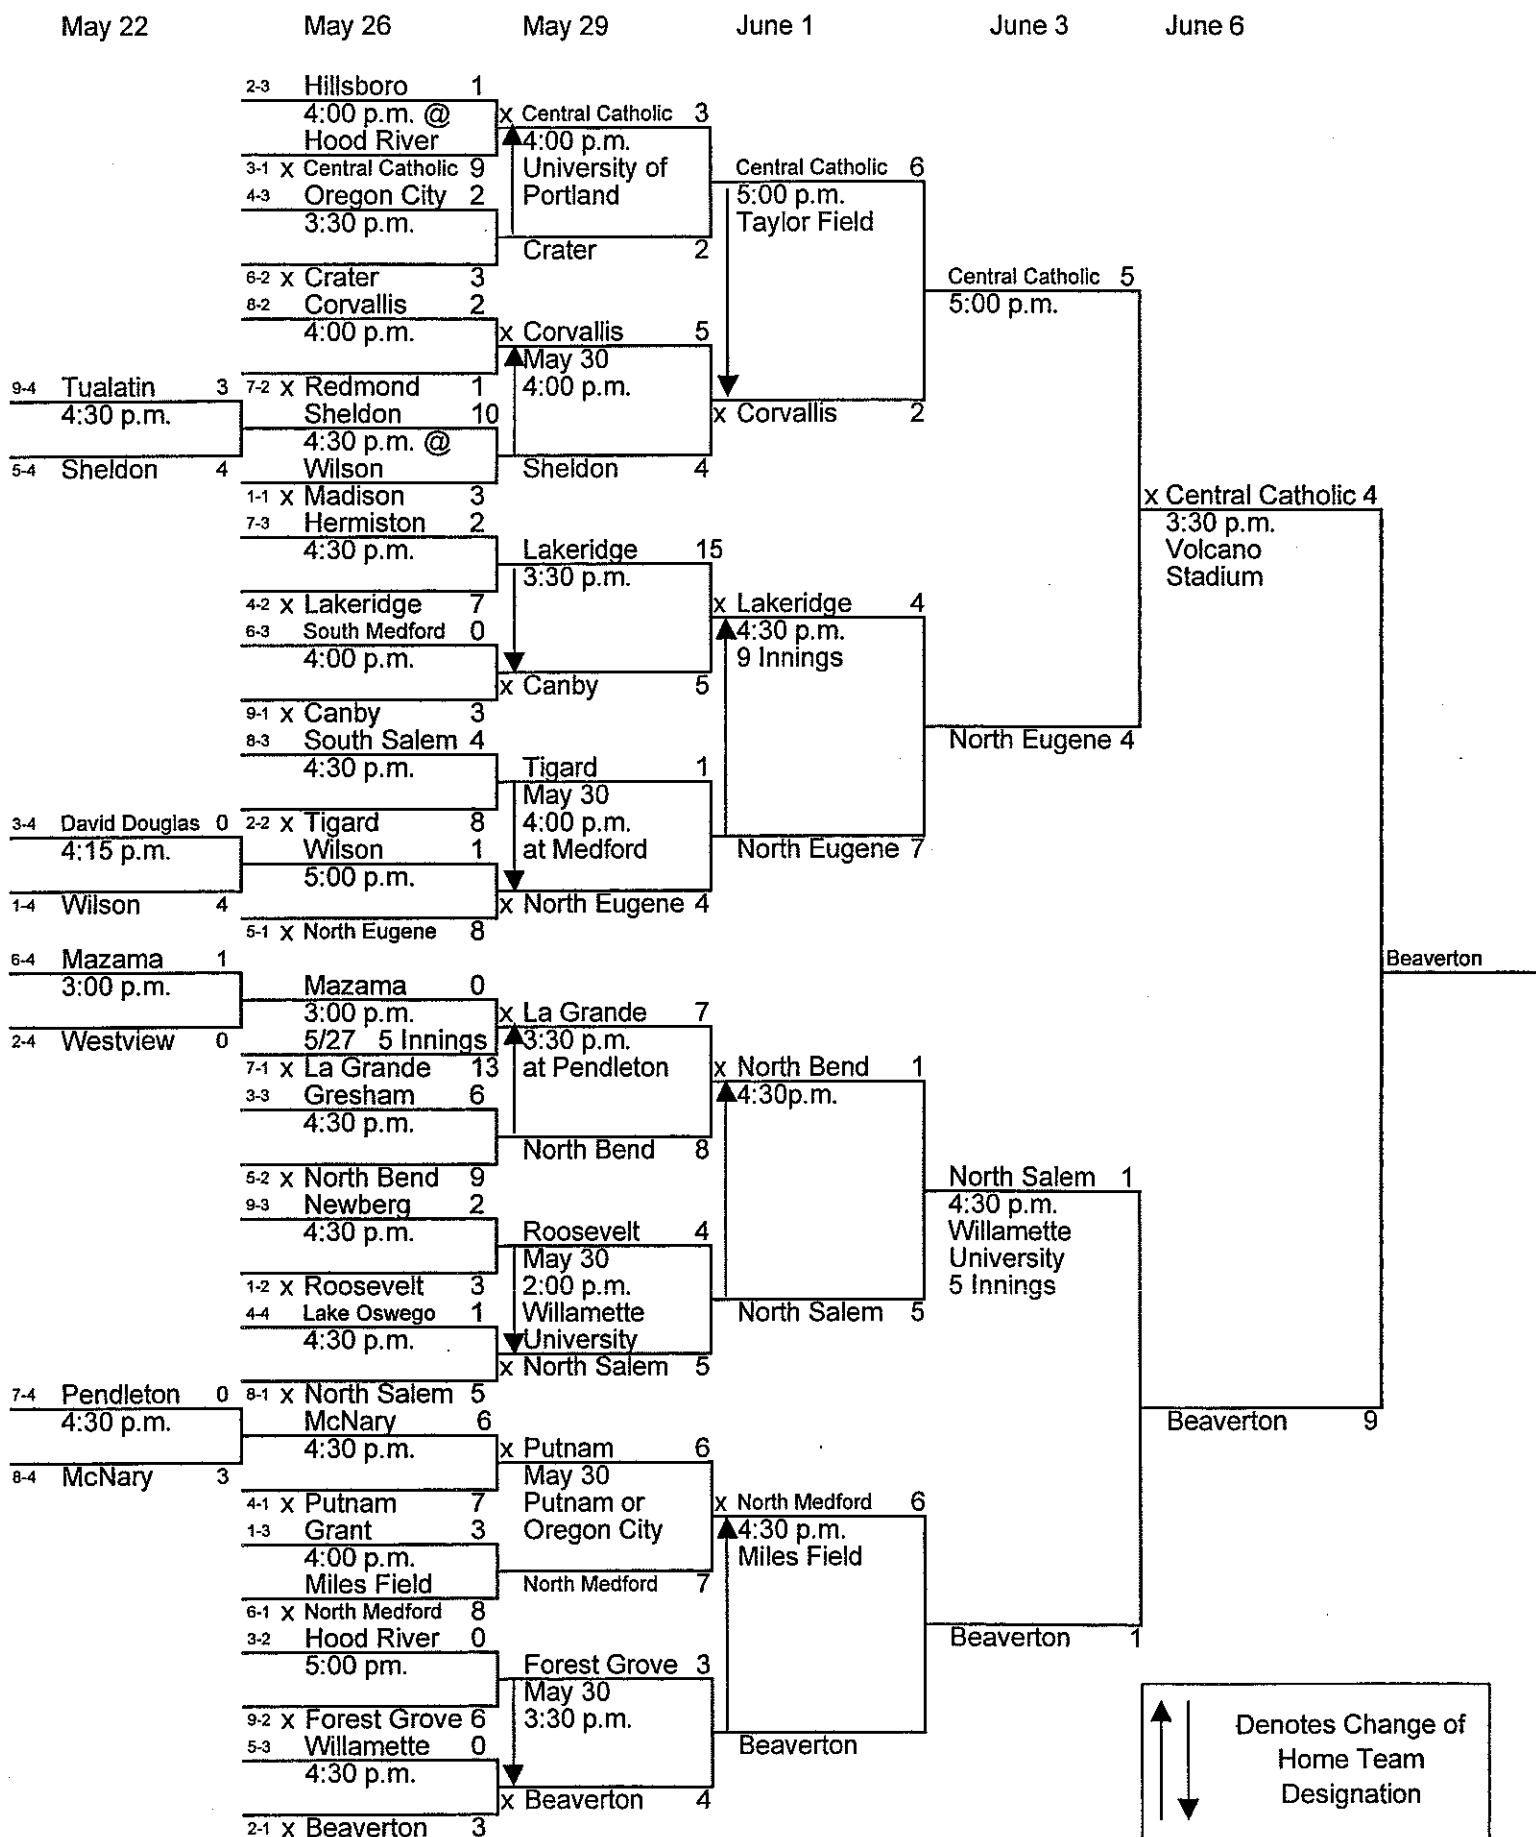 May 22 May 26 May 29 June 1 June 3 June 6
9-4 Tualatin 3
4:30 p.m.
5-4 Sheldon 4
3-4 David Douglas 0
4:15 p.m.
1-4 Wilson 4
6-4 Mazama 1
3:00 p.m.
2-4 Westview 0
7-4 Pendleton 0
4:30 p.m.
8-4 McNary 3
2-3 Hillsboro 1
4:00 p.m. @
Hood River
3-1 x Central Catholic 9
4-3 Oregon City 2
3:30 p.m.
6-2 x Crater 3
8-2 Corvallis 2
4:00 p.m.
7-2 x Redmond 1
Sheldon 10
4:30 p.m. @
Wilson
1-1 x Madison 3
7-3 Hermiston 2
4:30 p.m.
4-2 x Lakeridge 7
6-3 South Medford 0
4:00 p.m.
9-1 x Canby 3
8-3 South Salem 4
4:30 p.m.
2-2 x Tigard 8
Wilson 1
5:00 p.m.
5-1 x North Eugene 8
Mazama 0
3:00 p.m.
5/27 5 Innings
7-1 x La Grande 13
3-3 Gresham 6
4:30 p.m.
5-2 x North Bend 9
9-3 Newberg 2
4:30 p.m.
1-2 x Roosevelt 3
4-4 Lake Oswego 1
4:30 p.m.
8-1 x North Salem 5
McNary 6
4:30 p.m.
4-1 x Putnam 7
1-3 Grant 3
4:00 p.m.
Miles Field
6-1 x North Medford 8
3-2 Hood River 0
5:00 pm.
9-2 x Forest Grove 6
5-3 Willamette 0
4:30 p.m.
2-1 x Beaverton 3
x Central Catholic 3
4:00 p.m.
University of
Portland
Crater 2
x Corvallis 5
May 30
4:00 p.m.
Sheldon 4
Lakeridge 15
3:30 p.m.
x Canby 5
Tigard 1
May 30
4:00 p.m.
at Medford
x North Eugene 4
x La Grande 7
3:30 p.m.
at Pendleton
North Bend 8
Roosevelt 4
May 30
2:00 p.m.
Willamette
University
x North Salem 5
x Putnam 6
May 30
Putnam or
Oregon City
North Medford 7
Forest Grove 3
May 30
3:30 p.m.
x Beaverton 4
Central Catholic 6
5:00 p.m.
Taylor Field
x Corvallis 2
x Lakeridge 4
4:30 p.m.
9 Innings
North Eugene 7
x North Bend 1
4:30p.m.
North Salem 5
x North Medford 6
4:30 p.m.
Miles Field
Beaverton
Central Catholic 5
5:00 p.m.
North Eugene 4
North Salem 1
4:30 p.m.
Willamette
University
5 Innings
Beaverton 1
x Central Catholic 4
3:30 p.m.
Volcano
Stadium
Beaverton 9
Beaverton
Denotes Change of
Home Team
Designation